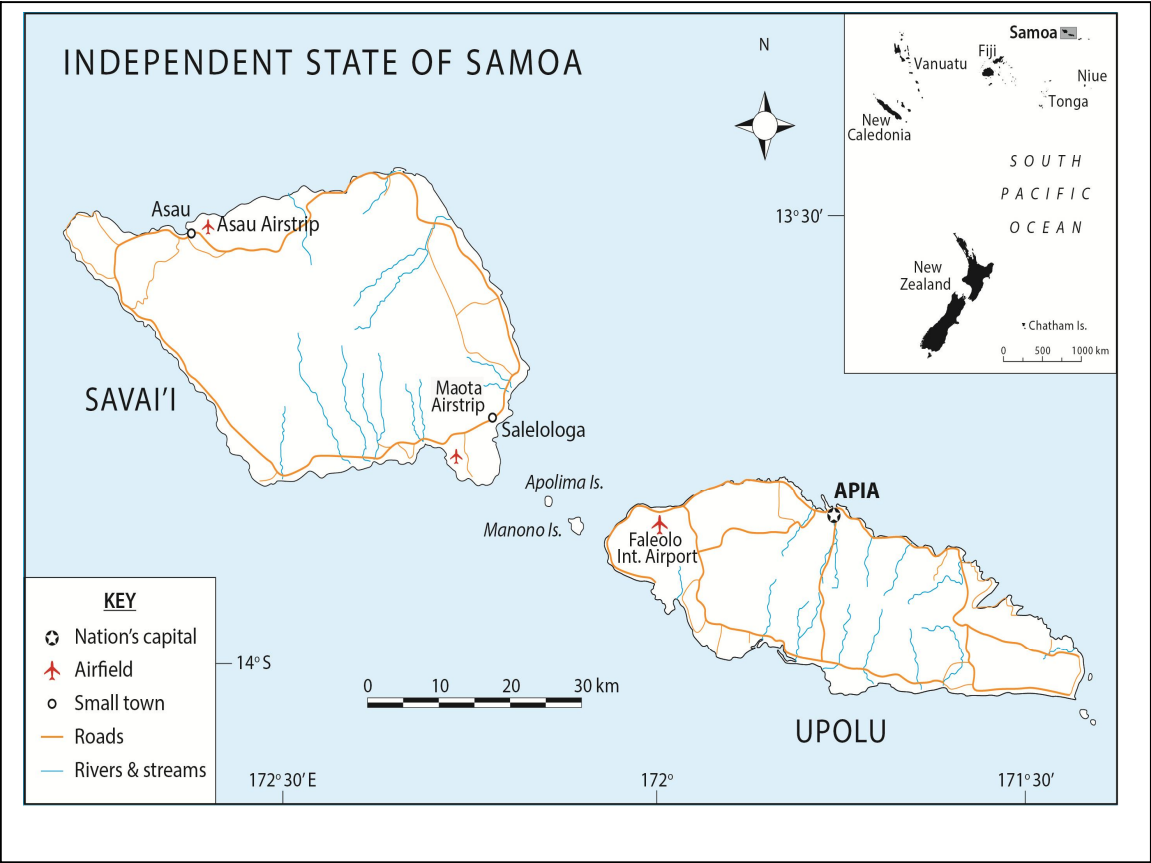 INDEPENDENT STATE OF SAMOA
N
Samoa
Fiji
Vanuatu
Niue
Tonga
New
Caledonia
SOUTH
PACIFIC
OCEAN
New
Zealand
Chatham Is.
0 500 1000 km
13°30'
Asau
Asau Airstrip
SAVAI'I
Maota
Airstrip
Salelologa
Apolima Is.
Manono Is.
APIA
Faleolo
Int. Airport
UPOLU
KEY
Nation's capital
Airfield
Small town
Roads
Rivers & streams
14° S
0 10 20 30 km
172°30' E
172°
171°30'